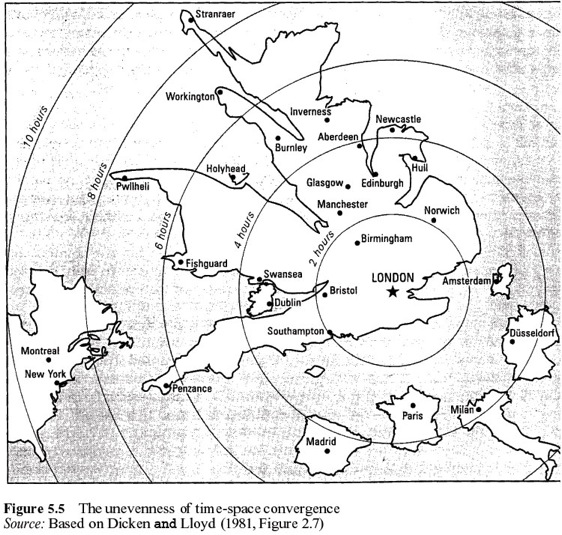 Stranraer
10 hours
Workington
Inverness
Newcastle
Aberdeen
Burnley
8 hours
Holyhead
Hull
Pwllheli
Glasgow
Edinburgh
Manchester
6 hours
4 hours
2 hours
Norwich
Birmingham
Fishguard
Swansea
LONDON
Amsterdam
Dublin
Bristol
Southampton
Düsseldorf
Montreal
New York
Penzance
Paris
Milan
Madrid
Figure 5.5 The unevenness of time-space convergence
Source: Based on Dicken and Lloyd (1981, Figure 2.7)